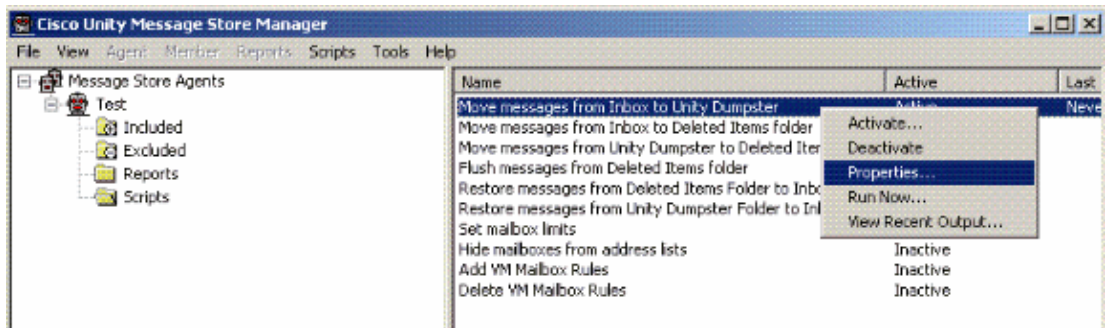 Cisco Unity Message Store Manager
File View Agent Member Reports Scripts Tools Help
Message Store Agents
Test
Included
Excluded
Reports
Scripts
Name Active Last
Move messages from Inbox to Unity Dumpster Active Neve
Move messages from Inbox to Deleted Items folder
Move messages from Unity Dumpster to Deleted Iter
Flush messages from Deleted Items folder
Restore messages from Deleted Items Folder to Inbo
Restore messages from Unity Dumpster Folder to Inl
Set mailbox limits
Hide mailboxes from address lists Inactive
Add VM Mailbox Rules Inactive
Delete VM Mailbox Rules Inactive
Activate...
Deactivate
Properties...
Run Now...
View Recent Output...